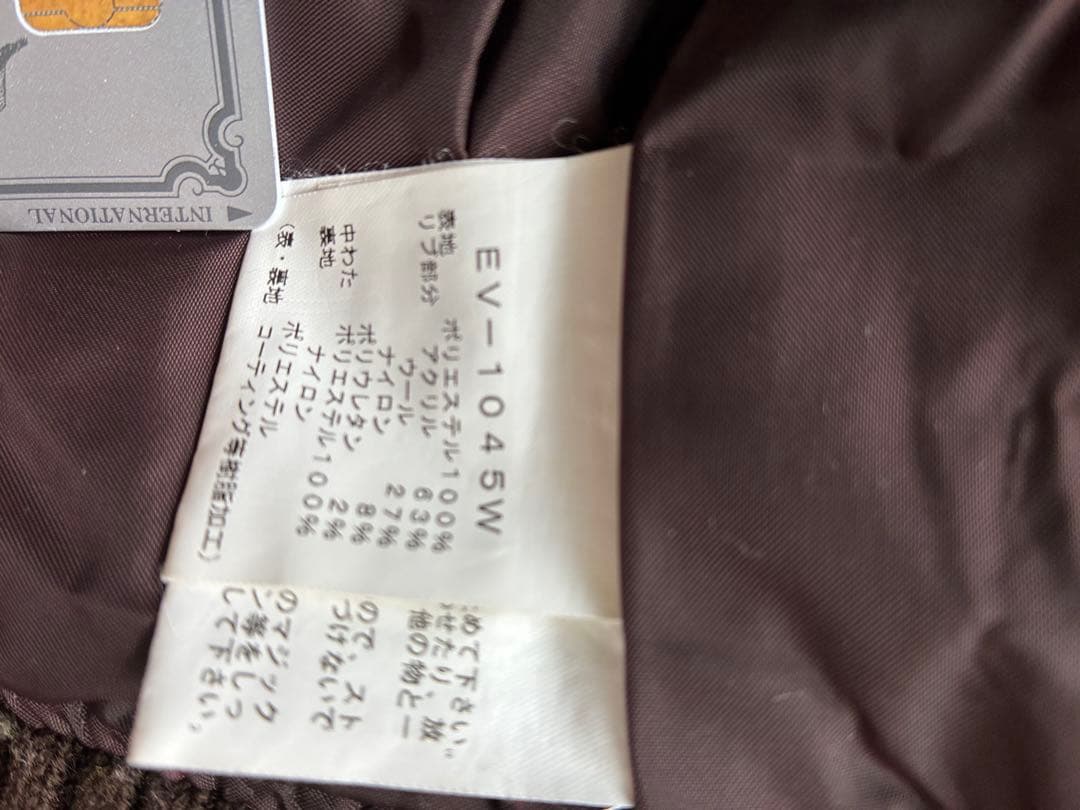 INTERNATIONAL
EV-1045W
表地 ポリエステル100%
リブ部分 アクリル 63%
ウール 27%
ナイロン 8%
ポリウレタン 2%
中わた ポリエステル100%
裏地 ナイロン
ポリエステル
(表・裏地 コーティング等樹脂加工)
めて下さい。
せたり、放
他の物と一
ので、スト
づけないで
のマジック
ン等をしっ
して下さい。